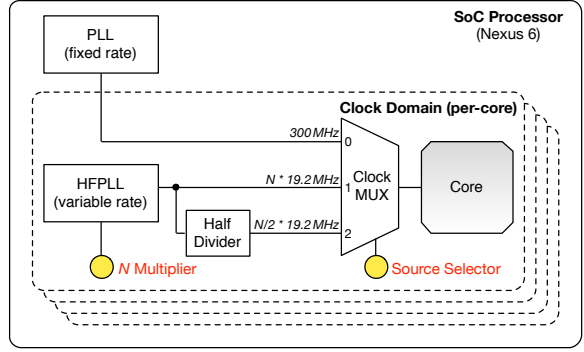 SoC Processor
(Nexus 6)
PLL
(fixed rate)
Clock Domain (per-core)
300 MHz
0
HFPLL
(variable rate)
N * 19.2 MHz
1
Clock
MUX
Core
Half
Divider
N/2 * 19.2 MHz
2
N Multiplier
Source Selector